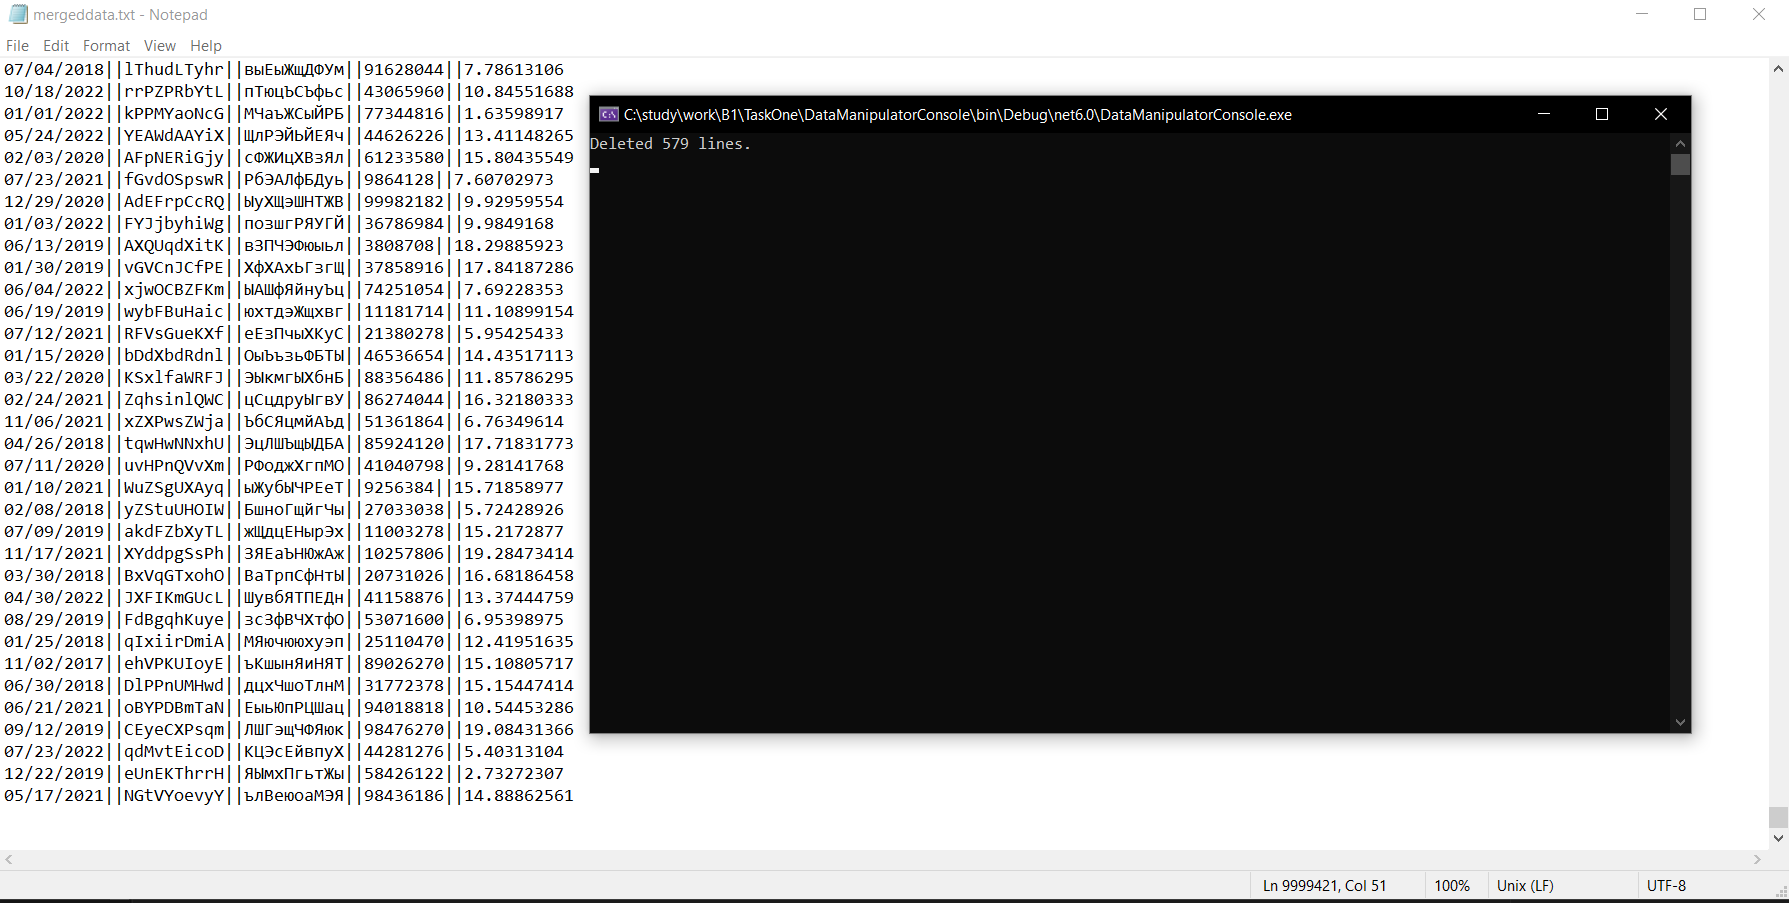 mergeddata.txt - Notepad
File Edit Format View Help
07/04/2018||lThudLTyhr||выЕыЖщДФУм||91628044||7.78613106
10/18/2022||rrPZPRbYtL||пТюцЪСЪфьс||43065960||10.84551688
01/01/2022||kPPMYaoNcG||МЧаъЖСыЙРБ||77344816||1.63598917
05/24/2022||YEAWdAAYiX||ЩлРЭЙЬЙЕЯч||44626226||13.41148265
02/03/2020||AFpNERiGjy||сФЖИцХВзЯл||61233580||15.80435549
07/23/2021||fGvdOSpswR||РбЭАЛфБДуь||9864128||7.60702973
12/29/2020||AdEFrpCcRQ||ЫуХЩэШНТЖВ||99982182||9.92959554
01/03/2022||FYJjbyhiWg||позшгРЯУГЙ||36786984||9.9849168
06/13/2019||AXQUqdXitK||вЗПЧЭФюыьл||3808708||18.29885923
01/30/2019||vGVCnJCfPE||ХфХАхЬГзгЩ||37858916||17.84187286
06/04/2022||xjwOCBZFKm||ЫАШфЯйнуЪц||74251054||7.69228353
06/19/2019||wybFBuHaic||юхтдэЖщхвг||11181714||11.10899154
07/12/2021||RFVsGueKXf||еЕзПчыХКуС||21380278||5.95425433
01/15/2020||bDdXbdRdnl||ОыЪъзьФБТЫ||46536654||14.43517113
03/22/2020||KSxlfaWRFJ||ЭЫкмгЫХбнБ||88356486||11.85786295
02/24/2021||ZqhsinlQWC||цСцдруЫгвУ||86274044||16.32180333
11/06/2021||xZXPwsZWja||ЪбСЯцмйАЪд||51361864||6.76349614
04/26/2018||tqwHwNNxhU||ЭцЛШЪщЫДБА||85924120||17.71831773
07/11/2020||uvHPnQVvXm||РФоджХгпМО||41040798||9.28141768
01/10/2021||WuZSgUXAyq||ыЖубЫЧРЕеТ||9256384||15.71858977
02/08/2018||yZStuUHOIW||БшноГщйгЧы||27033038||5.72428926
07/09/2019||akdFZbXyTL||жЩдцЕНырЭх||11003278||15.2172877
11/17/2021||XYddpgSsPh||ЗЯЕаЪНЮжАж||10257806||19.28473414
03/30/2018||BxVqGTxohO||ВаТрпСфНтЫ||20731026||16.68186458
04/30/2022||JXFIKmGUcL||ШувбЯТПЕДн||41158876||13.37444759
08/29/2019||FdBgqhKuye||зсЗфВЧХтфО||53071600||6.95398975
01/25/2018||qIxiirDmiA||МЯючююхуэп||25110470||12.41951635
11/02/2017||ehVPKUIoyE||ъКшынЯиНЯТ||89026270||15.10805717
06/30/2018||DlPPnUMHwd||дцхЧшоТлнМ||31772378||15.15447414
06/21/2021||oBYPDBmTaN||ЕыьЮпРЦШац||94018818||10.54453286
09/12/2019||CEyeCXPsqm||ЛШГэщЧФЯюк||98476270||19.08431366
07/23/2022||qdMvtEicoD||КЦЭсЕйвпуХ||44281276||5.40313104
12/22/2019||eUnEKThrrH||ЯЫмхПгьтЖы||58426122||2.73272307
05/17/2021||NGtVYoevyY||ълВеюоаМЭЯ||98436186||14.88862561
C:\study\work\B1\TaskOne\DataManipulatorConsole\bin\Debug\net6.0\DataManipulatorConsole.exe
Deleted 579 lines.
Ln 9999421, Col 51 100% Unix (LF) UTF-8